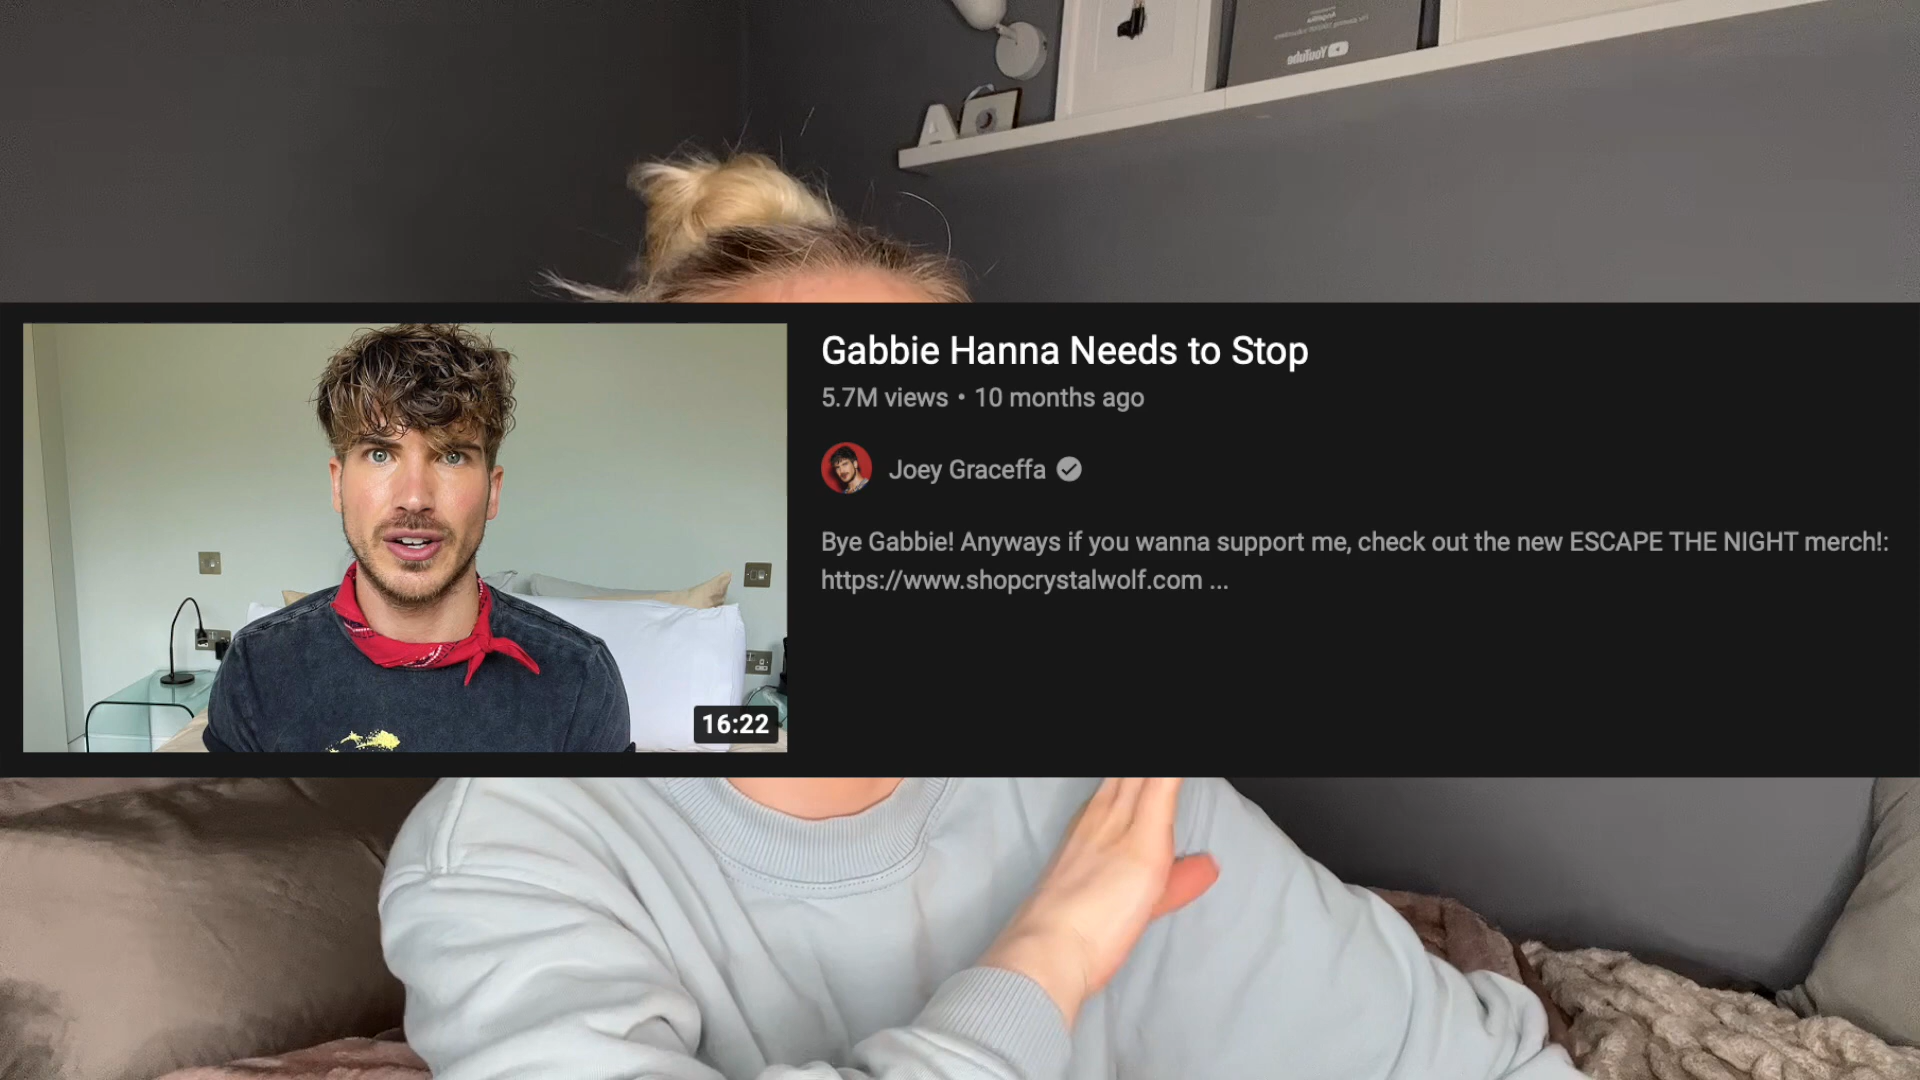 YouTube
A
Gabbie Hanna Needs to Stop
5.7M views • 10 months ago
Joey Graceffa
Bye Gabbie! Anyways if you wanna support me, check out the new ESCAPE THE NIGHT merch!:
https://www.shopcrystalwolf.com ...
16:22